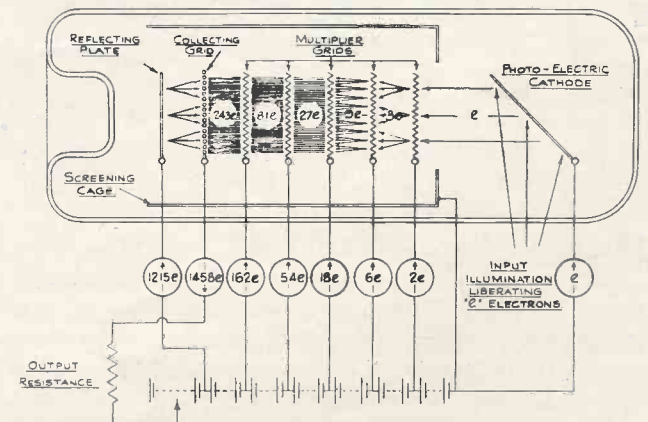 REFLECTING
PLATE
COLLECTING
GRID
MULTIPLIER
GRIDS
PHOTO-ELECTRIC
CATHODE
243e
81e
27e
9e
3e
e
SCREENING
CAGE
1215e
1458e
162e
54e
18e
6e
2e
e
INPUT
ILLUMINATION
LIBERATING
"e" ELECTRONS
OUTPUT
RESISTANCE